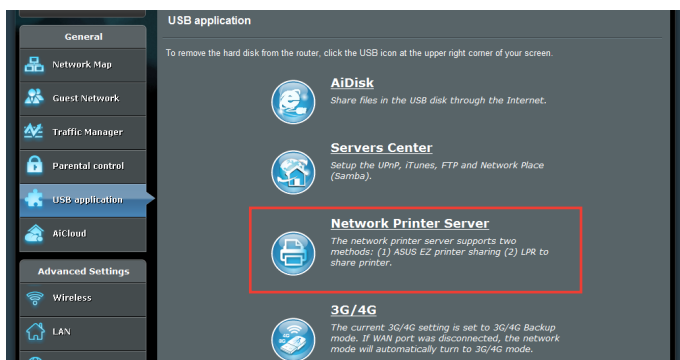 USB application
General
To remove the hard disk from the router, click the USB icon at the upper right corner of your screen.
Network Map
Guest Network
Traffic Manager
Parental control
USB application
AiCloud
Advanced Settings
Wireless
LAN
AiDisk
Share files in the USB disk through the Internet.
Servers Center
Setup the UPnP, iTunes, FTP and Network Place
(Samba).
Network Printer Server
The network printer server supports two
methods: (1) ASUS EZ printer sharing (2) LPR to
share printer.
3G/4G
The current 3G/4G setting is set to 3G/4G Backup
mode. If WAN port was disconnected, the network
mode will automatically turn to 3G/4G mode.